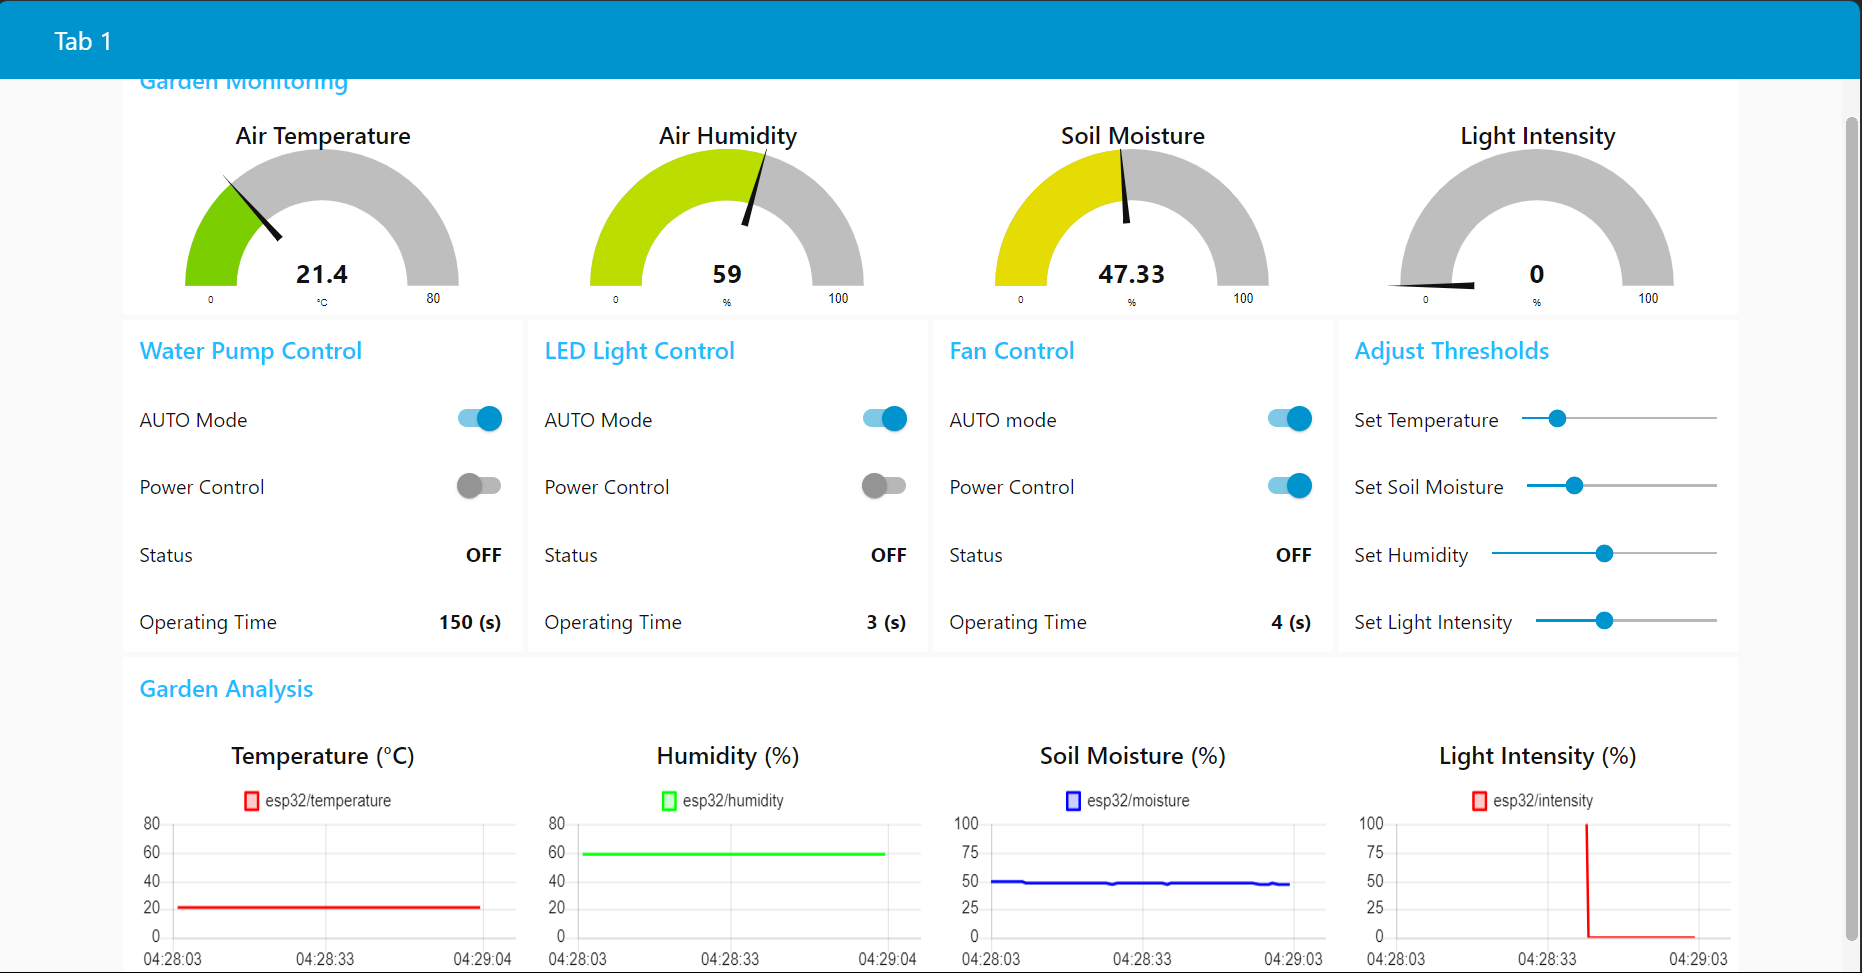 Tab 1
Garden Monitoring
Air Temperature
21.4
°C
0
80
Air Humidity
59
%
0
100
Soil Moisture
47.33
%
0
100
Light Intensity
0
%
0
100
Water Pump Control
AUTO Mode
Power Control
Status OFF
Operating Time 150 (s)
LED Light Control
AUTO Mode
Power Control
Status OFF
Operating Time 3 (s)
Fan Control
AUTO mode
Power Control
Status OFF
Operating Time 4 (s)
Adjust Thresholds
Set Temperature
Set Soil Moisture
Set Humidity
Set Light Intensity
Garden Analysis
Temperature (°C)
esp32/temperature
80
60
40
20
0
04:28:03 04:28:33 04:29:04
Humidity (%)
esp32/humidity
80
60
40
20
0
04:28:03 04:28:33 04:29:04
Soil Moisture (%)
esp32/moisture
100
75
50
25
0
04:28:03 04:28:33 04:29:03
Light Intensity (%)
esp32/intensity
100
75
50
25
0
04:28:03 04:28:33 04:29:03